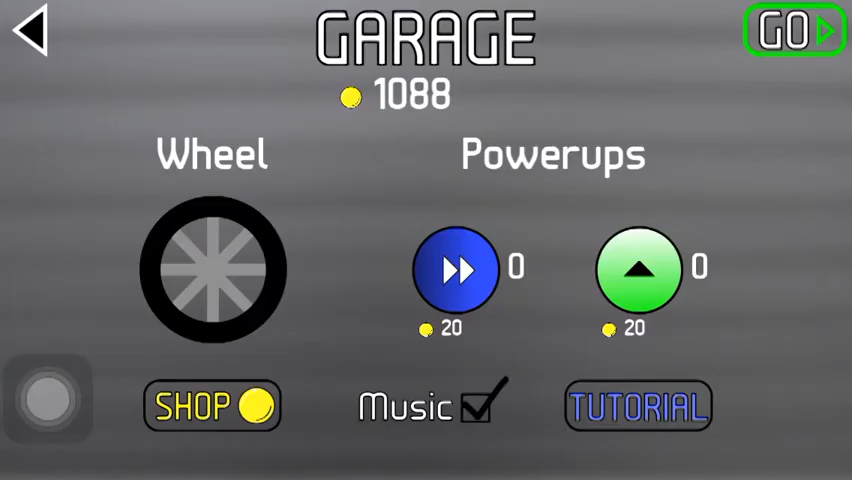 GARAGE
GO
1088
Wheel
Powerups
0
0
20
20
SHOP
Music
TUTORIAL